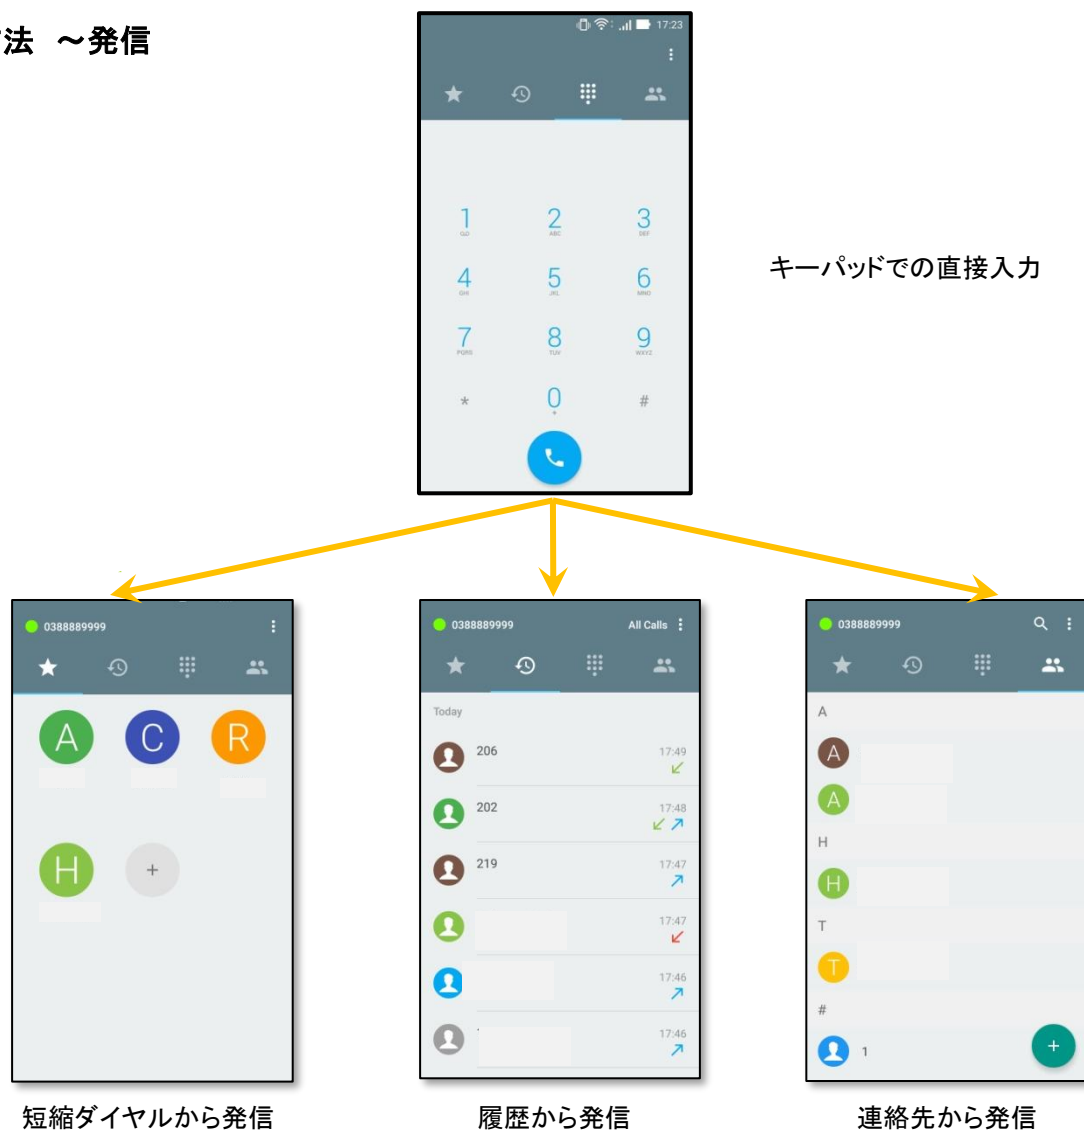 法 ～発信
17:23
1
2
ABC
3
DEF
4
GHI
5
JKL
6
MNO
7
PQRS
8
TUV
9
WXYZ
*
0
+
#
キーパッドでの直接入力
0388889999
A
C
R
H
+
短縮ダイヤルから発信
0388889999 All Calls
Today
206 17:49
202 17:48
219 17:47
17:47
17:46
17:46
履歴から発信
0388889999
A
A
A
H
H
T
T
#
1
+
連絡先から発信